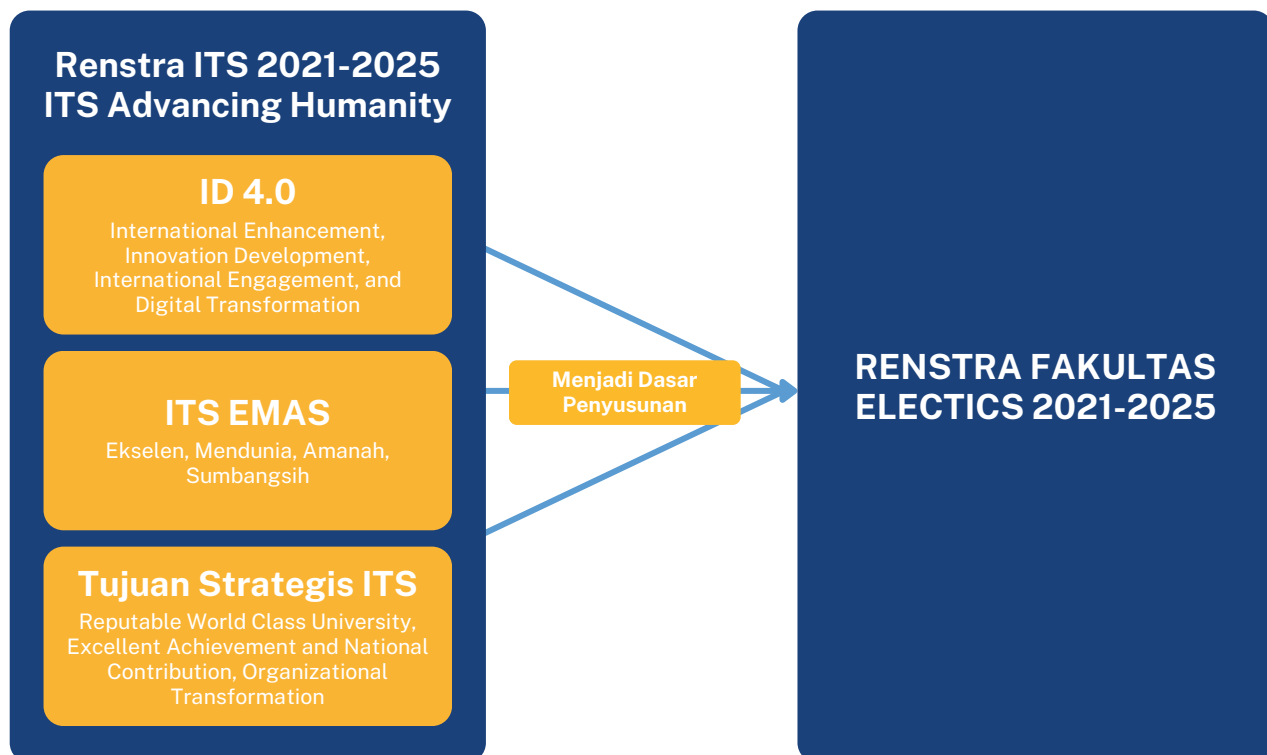 Renstra ITS 2021-2025
ITS Advancing Humanity
ID 4.0
International Enhancement,
Innovation Development,
International Engagement, and
Digital Transformation
ITS EMAS
Ekselen, Mendunia, Amanah,
Sumbangsih
Tujuan Strategis ITS
Reputable World Class University,
Excellent Achievement and National
Contribution, Organizational
Transformation
Menjadi Dasar
Penyusunan
RENSTRA FAKULTAS
ELECTICS 2021-2025